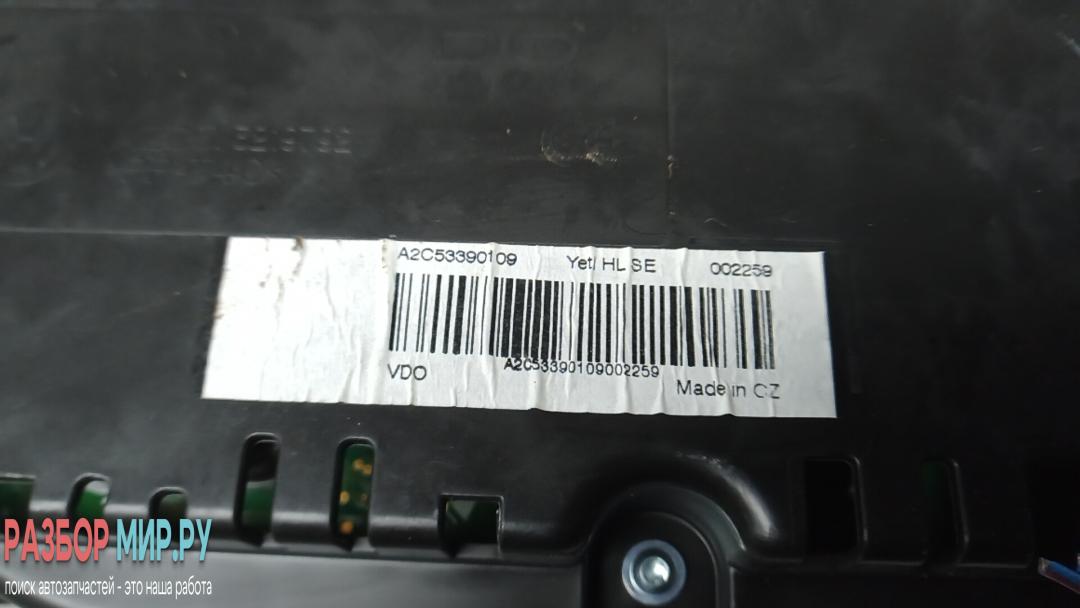 A2C53390109 Yeti HL SE 002259
A2C53390109002259
VDO
Made in CZ
РАЗБОР МИР.РУ
поиск автозапчастей - это наша работа